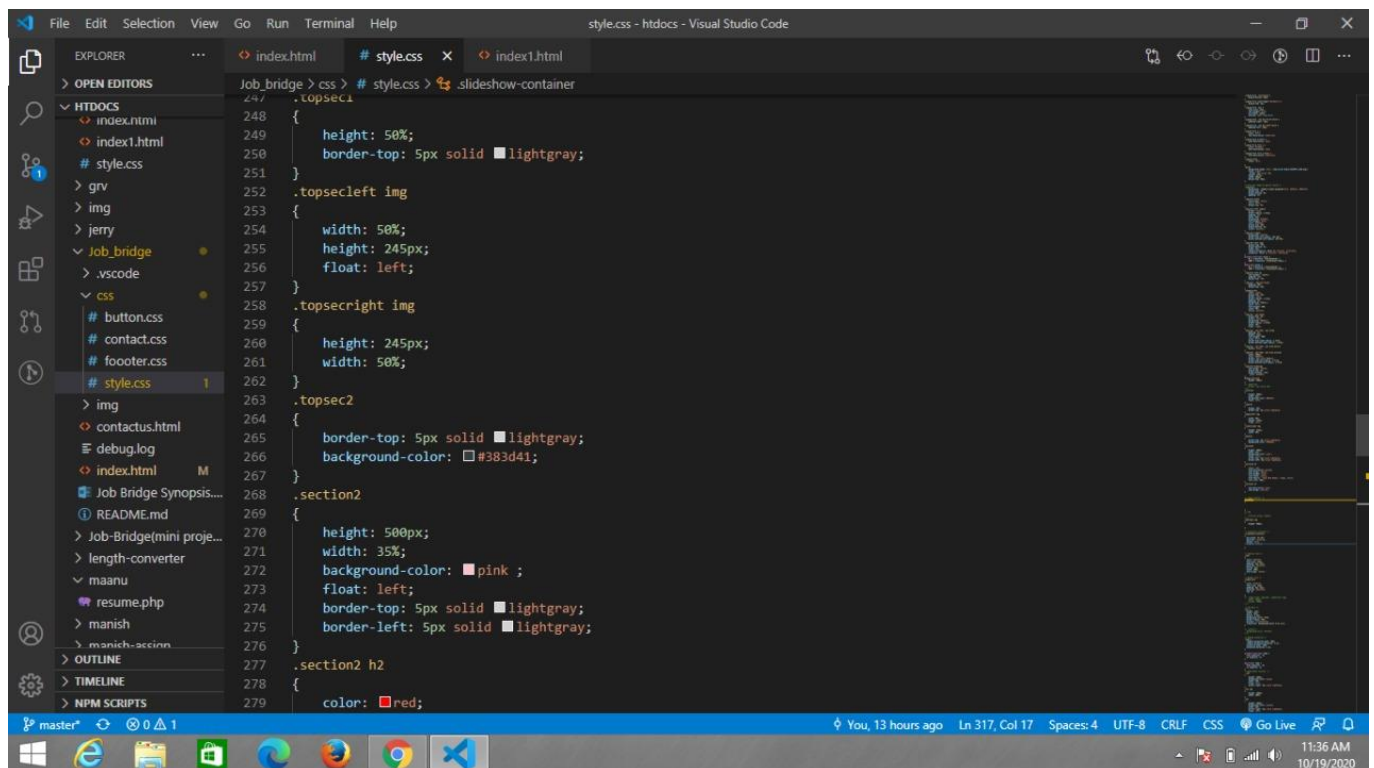 File Edit Selection View Go Run Terminal Help style.css - htdocs - Visual Studio Code
EXPLORER ...
index.html # style.css X index1.html
OPEN EDITORS
Job_bridge > css > # style.css > .slideshow-container
HTDOCS
index.html
index1.html
# style.css
grv
img
jerry
Job_bridge
.vscode
css
# button.css
# contact.css
# foooter.css
# style.css 1
img
contactus.html
debug.log
index.html M
Job Bridge Synopsis....
README.md
Job-Bridge(mini proje...
length-converter
maanu
resume.php
manish
manish-assign
OUTLINE
TIMELINE
NPM SCRIPTS
1
247 .topsec1
248 {
249 height: 50%;
250 border-top: 5px solid lightgray;
251 }
252 .topsecleft img
253 {
254 width: 50%;
255 height: 245px;
256 float: left;
257 }
258 .topsecright img
259 {
260 height: 245px;
261 width: 50%;
262 }
263 .topsec2
264 {
265 border-top: 5px solid lightgray;
266 background-color: #383d41;
267 }
268 .section2
269 {
270 height: 500px;
271 width: 35%;
272 background-color: pink ;
273 float: left;
274 border-top: 5px solid lightgray;
275 border-left: 5px solid lightgray;
276 }
277 .section2 h2
278 {
279 color: red;
master* 0 1 You, 13 hours ago Ln 317, Col 17 Spaces: 4 UTF-8 CRLF CSS Go Live
11:36 AM
10/19/2020